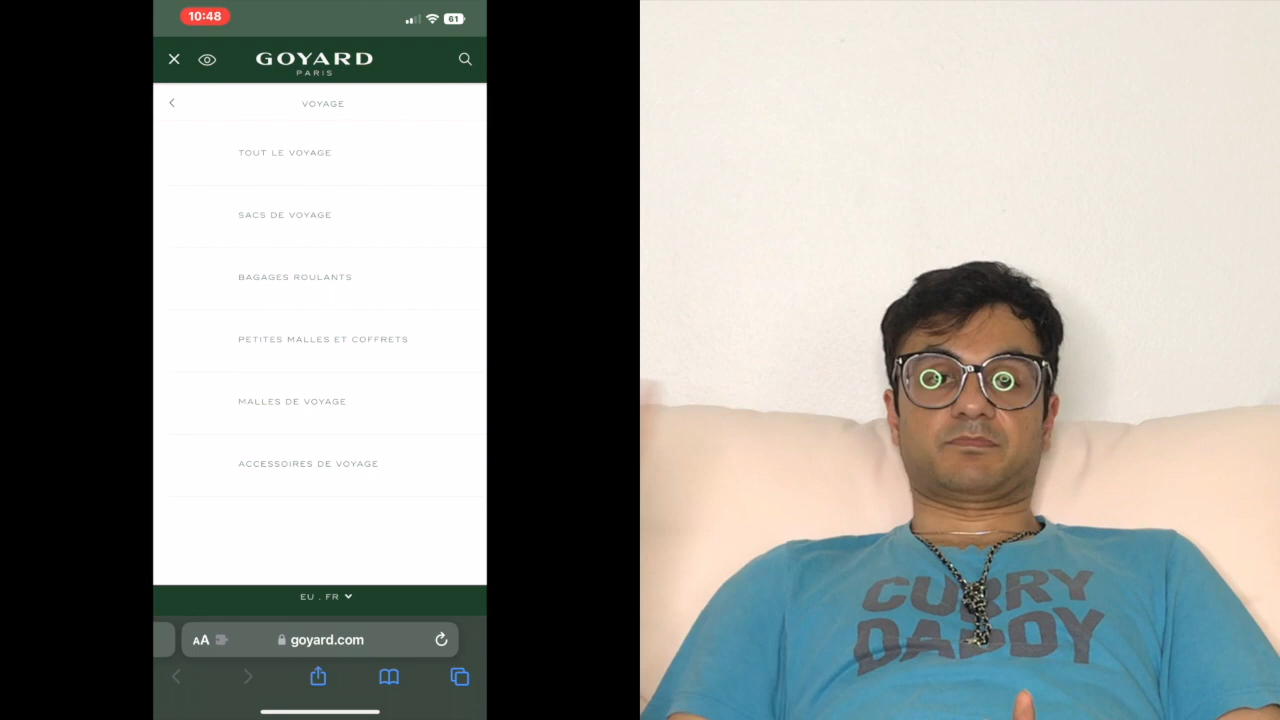 10:48
61
GOYARD
PARIS
VOYAGE
TOUT LE VOYAGE
SACS DE VOYAGE
BAGAGES ROULANTS
PETITES MALLES ET COFFRETS
MALLES DE VOYAGE
ACCESSOIRES DE VOYAGE
EU . FR
AA
goyard.com
CURRY
DADDY